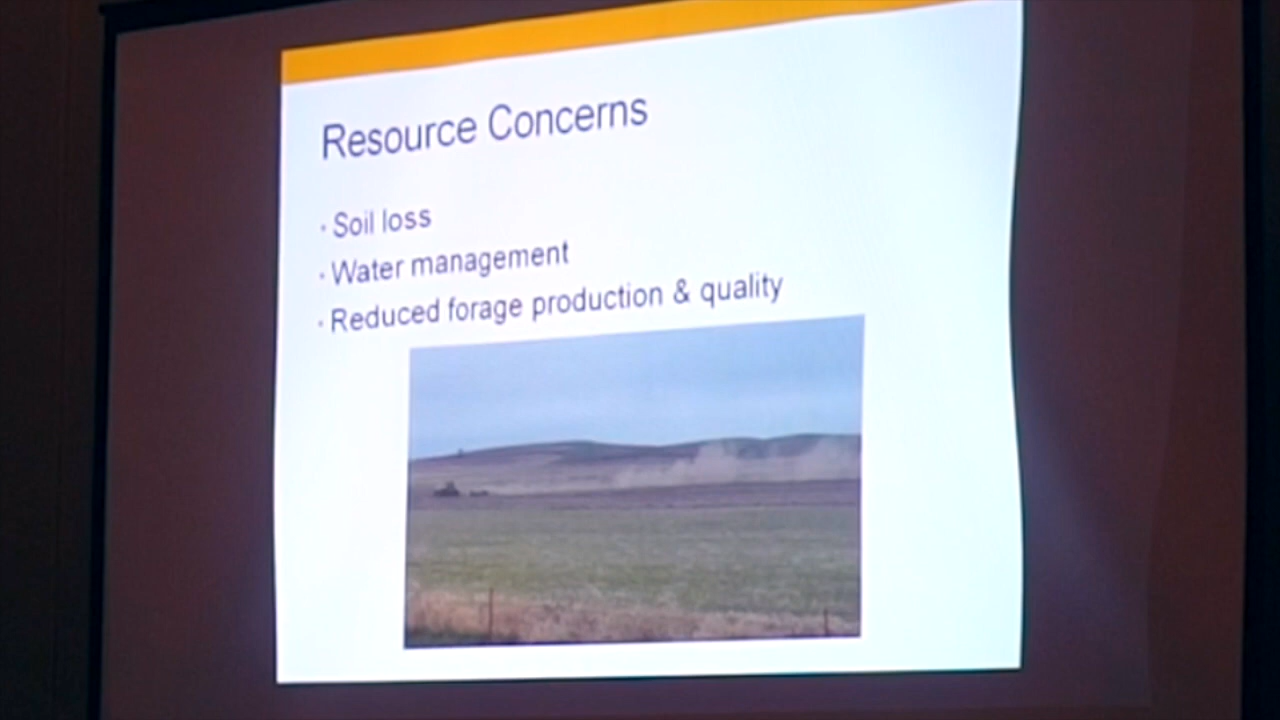 Resource Concerns
· Soil loss
· Water management
· Reduced forage production & quality